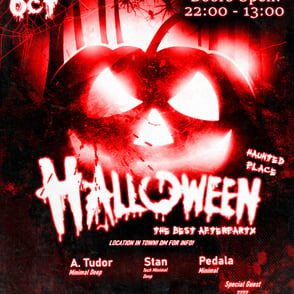 OCT
Doors Open:
22:00 - 13:00
HAUNTED
PLACE
HALLOWEEN
THE BEST AFTERPARTY
LOCATION IN TOWN! DM FOR INFO!
A. Tudor
Minimal Deep
Stan
Tech Minimal
Deep
Pedala
Minimal
Special Guest
????